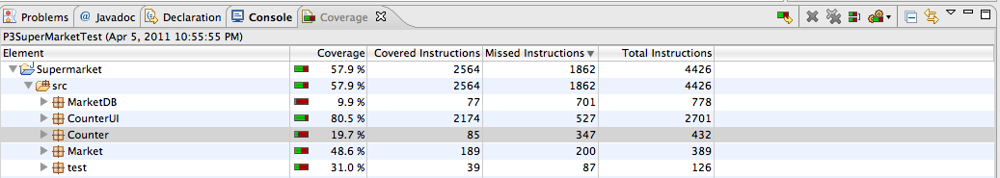 Problems @ Javadoc Declaration Console Coverage
P3SuperMarketTest (Apr 5, 2011 10:55:55 PM)
Element Coverage Covered Instructions Missed Instructions Total Instructions
Supermarket 57.9 % 2564 1862 4426
src 57.9 % 2564 1862 4426
MarketDB 9.9 % 77 701 778
CounterUI 80.5 % 2174 527 2701
Counter 19.7 % 85 347 432
Market 48.6 % 189 200 389
test 31.0 % 39 87 126